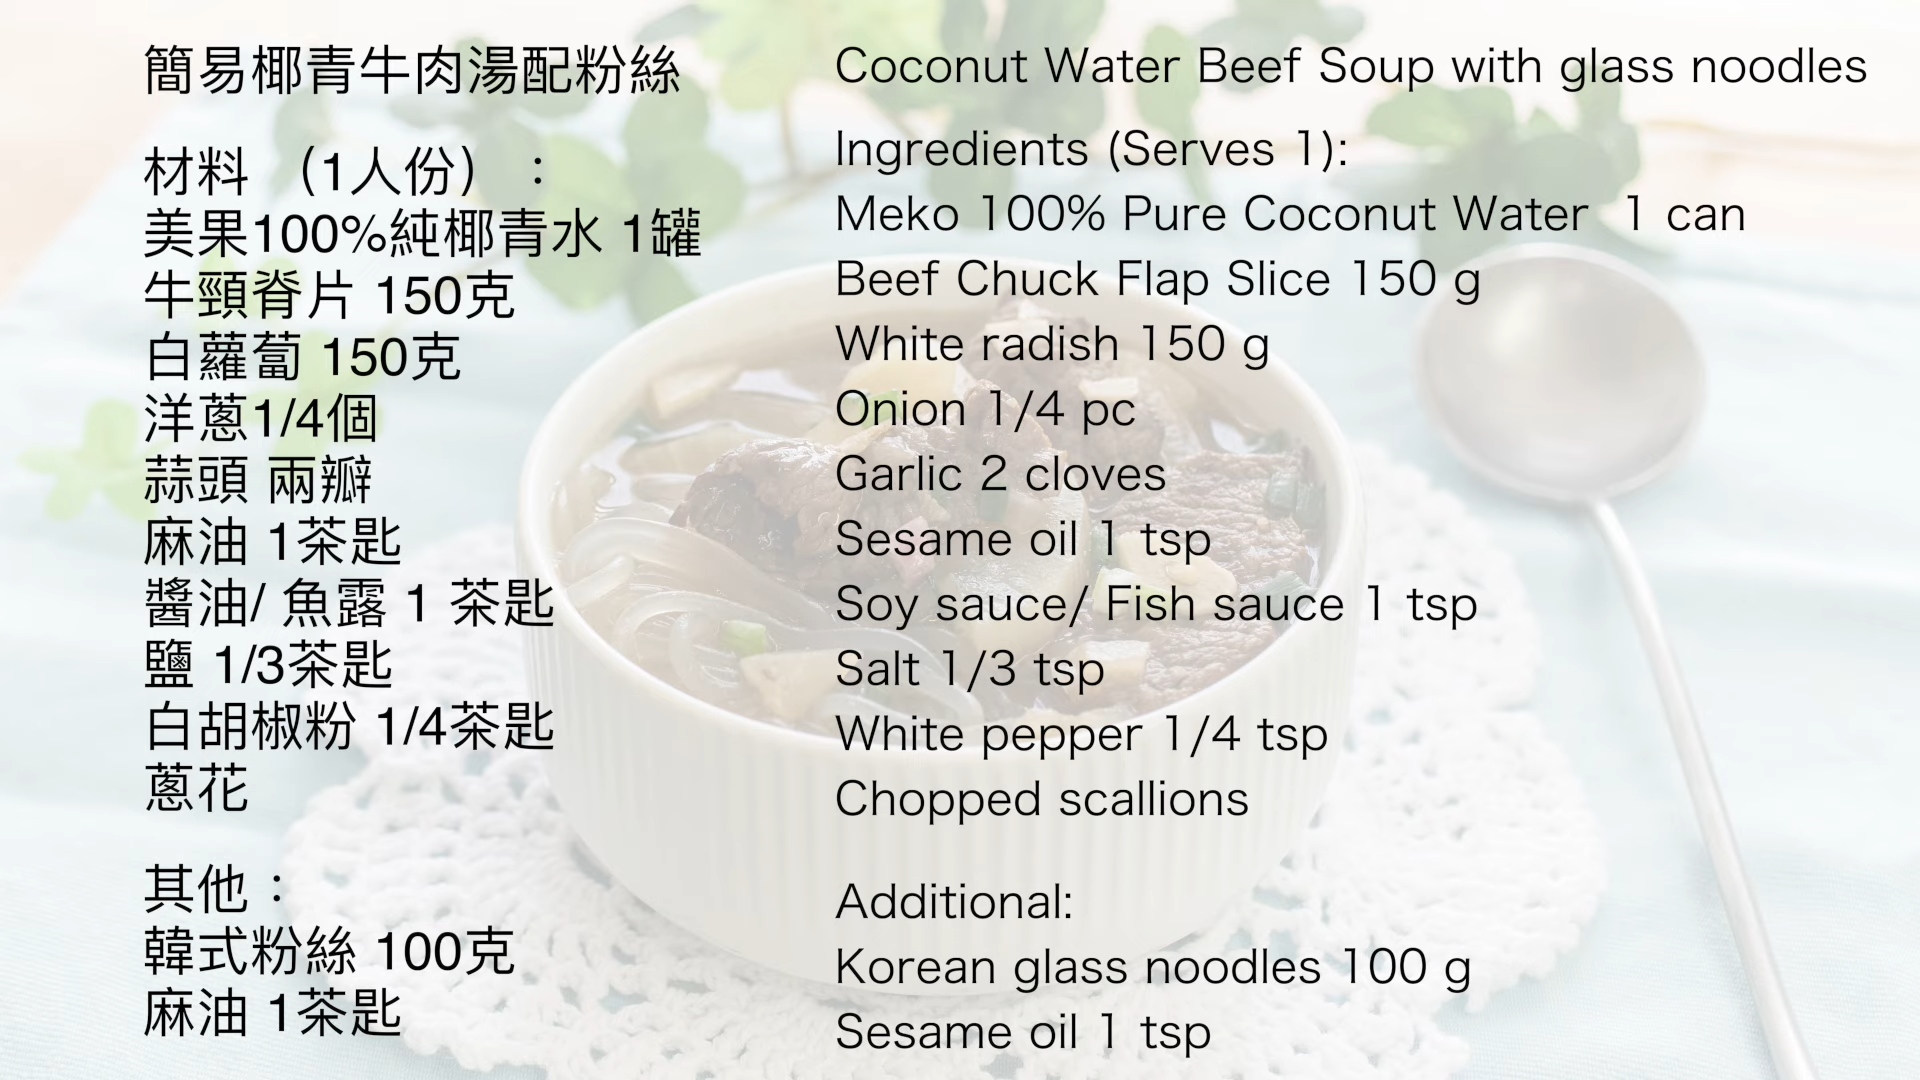 簡易椰青牛肉湯配粉絲
材料 （1人份） ：
美果100%純椰青水 1罐
牛頸脊片 150克
白蘿蔔 150克
洋蔥1/4個
蒜頭 兩瓣
麻油 1茶匙
醬油/ 魚露 1 茶匙
鹽 1/3茶匙
白胡椒粉 1/4茶匙
蔥花
其他：
韓式粉絲 100克
麻油 1茶匙
Coconut Water Beef Soup with glass noodles
Ingredients (Serves 1):
Meko 100% Pure Coconut Water 1 can
Beef Chuck Flap Slice 150 g
White radish 150 g
Onion 1/4 pc
Garlic 2 cloves
Sesame oil 1 tsp
Soy sauce/ Fish sauce 1 tsp
Salt 1/3 tsp
White pepper 1/4 tsp
Chopped scallions
Additional:
Korean glass noodles 100 g
Sesame oil 1 tsp